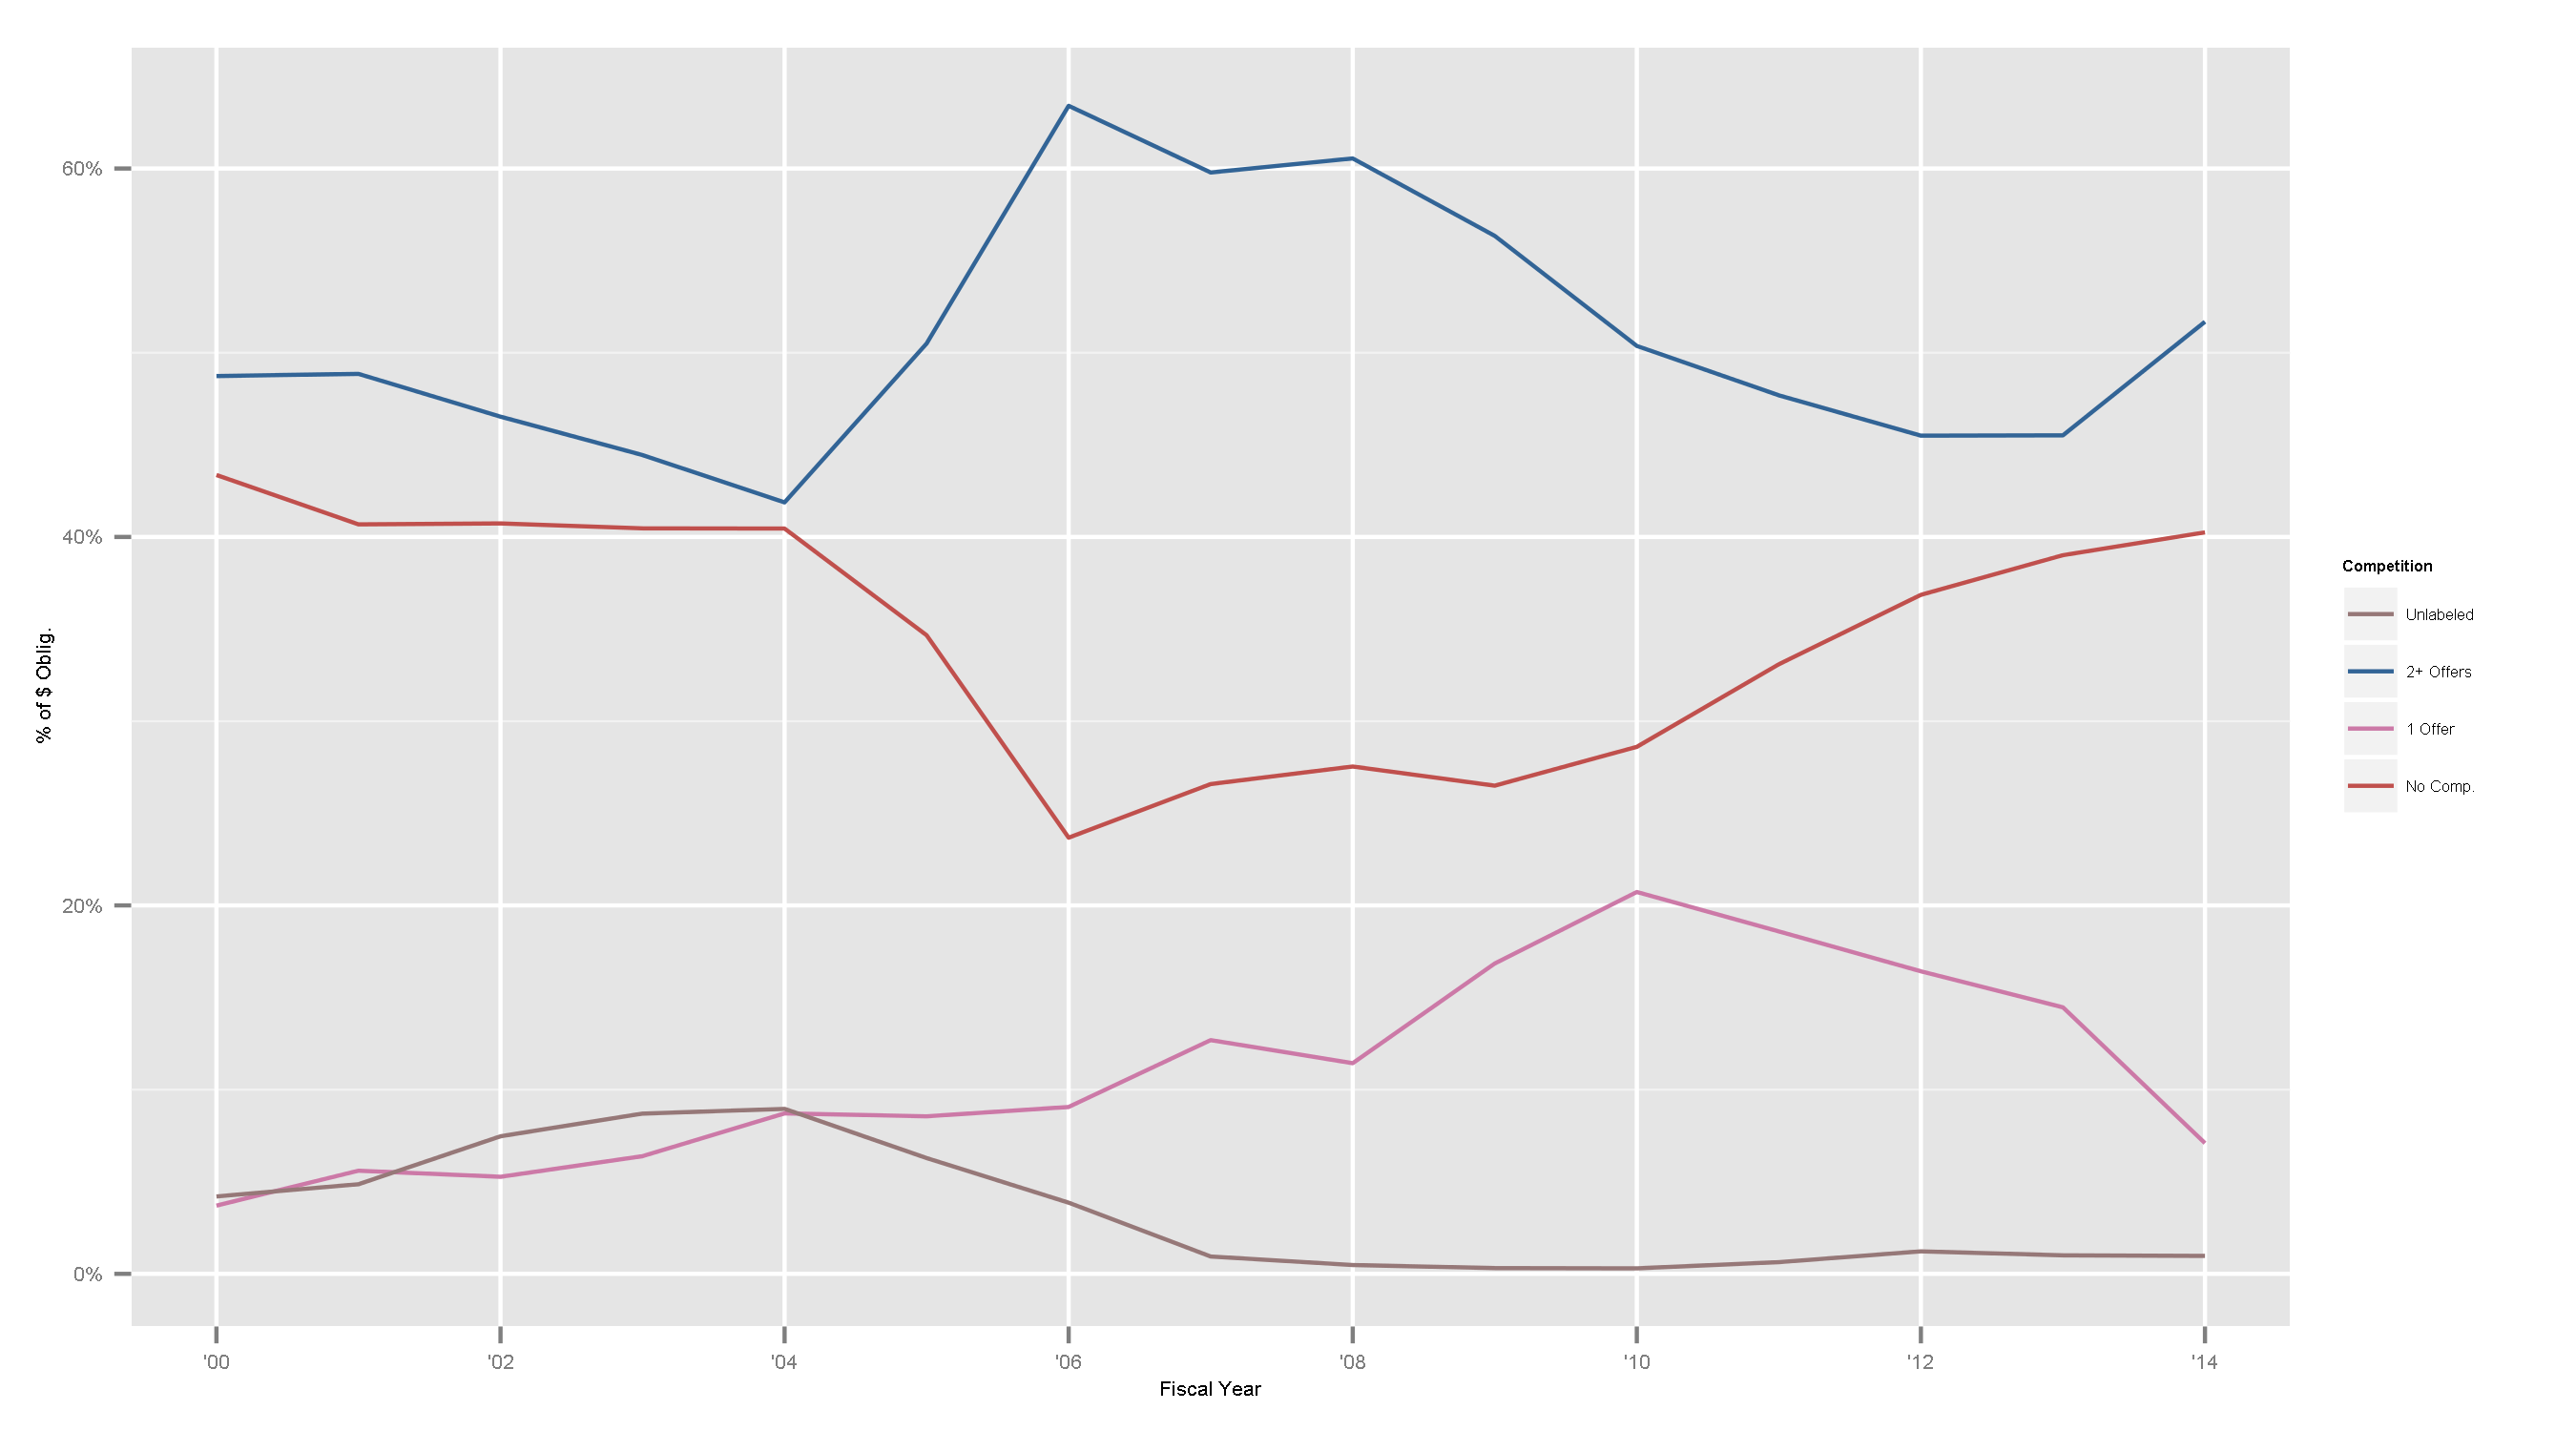 60%
40%
20%
0%
% of $ Oblig.
'00
'02
'04
'06
'08
'10
'12
'14
Fiscal Year
Competition
Unlabeled
2+ Offers
1 Offer
No Comp.